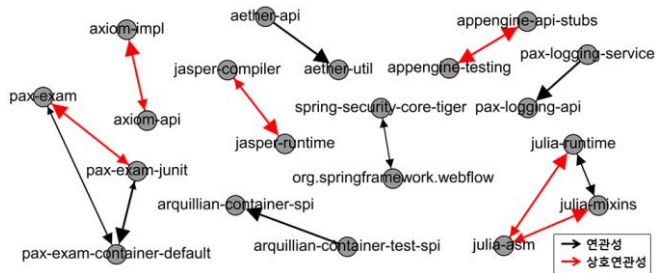 axiom-impl
aether-api
appengine-api-stubs
pax-logging-service
jasper-compiler
aether-util
appengine-testing
pax-exam
spring-security-core-tiger
pax-logging-api
axiom-api
jasper-runtime
julia-runtime
pax-exam-junit
org.springframework.webflow
arquillian-container-spi
julia-mixins
pax-exam-container-default
arquillian-container-test-spi
julia-asm
연관성
상호연관성